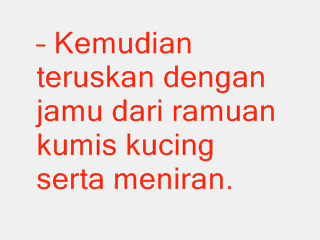 – Kemudian
teruskan dengan
jamu dari ramuan
kumis kucing
serta meniran.